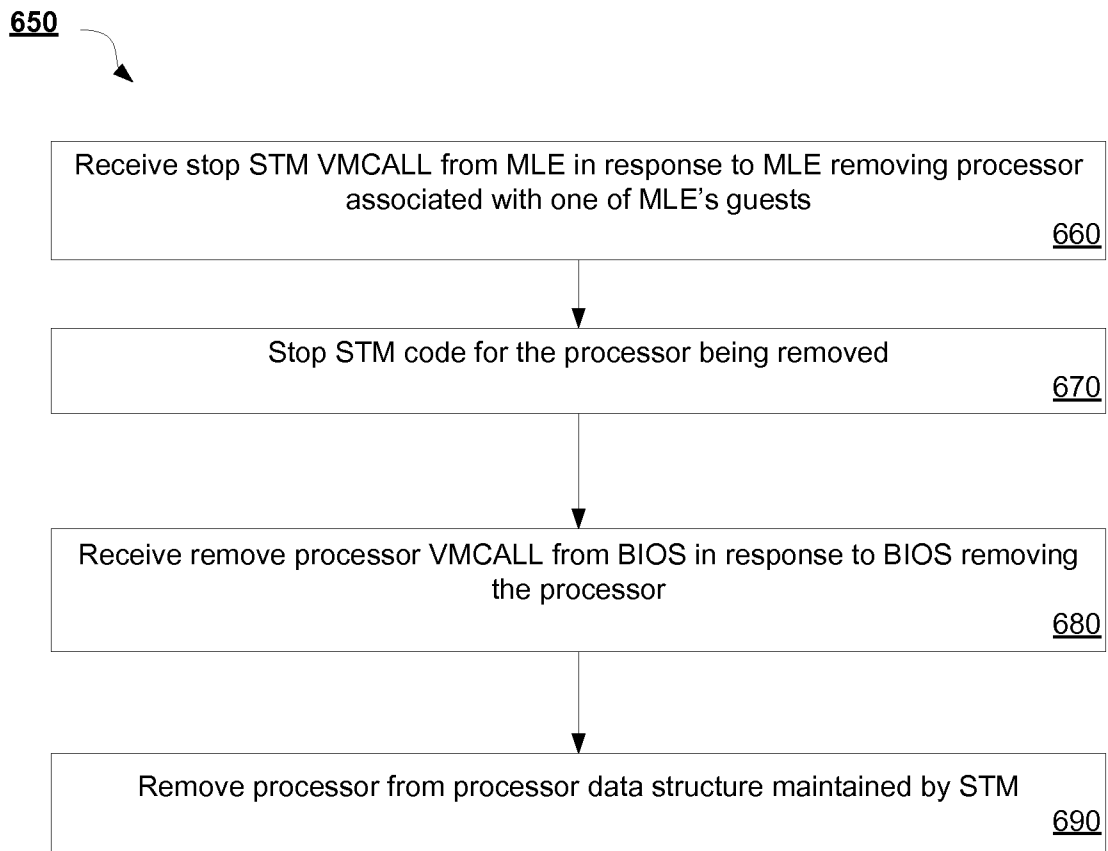 650
Receive stop STM VMCALL from MLE in response to MLE removing processor
associated with one of MLE's guests
660
Stop STM code for the processor being removed
670
Receive remove processor VMCALL from BIOS in response to BIOS removing
the processor
680
Remove processor from processor data structure maintained by STM
690